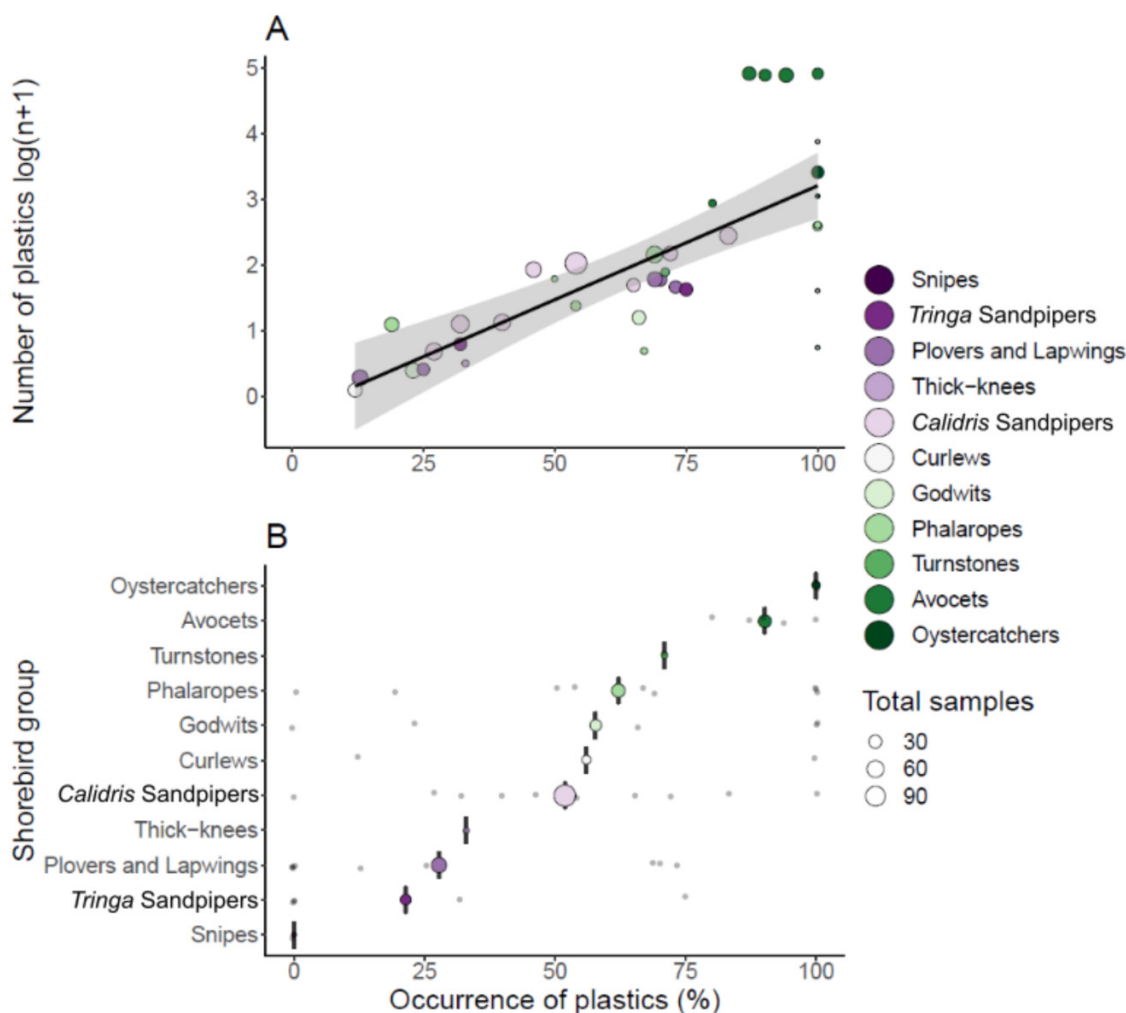 A
Number of plastics log(n+1)
5
4
3
2
1
0
0 25 50 75 100
Snipes
Tringa Sandpipers
Plovers and Lapwings
Thick-knees
Calidris Sandpipers
Curlews
Godwits
Phalaropes
Turnstones
Avocets
Oystercatchers
Total samples
30
60
90
B
Shorebird group
Oystercatchers
Avocets
Turnstones
Phalaropes
Godwits
Curlews
Calidris Sandpipers
Thick-knees
Plovers and Lapwings
Tringa Sandpipers
Snipes
0 25 50 75 100
Occurrence of plastics (%)